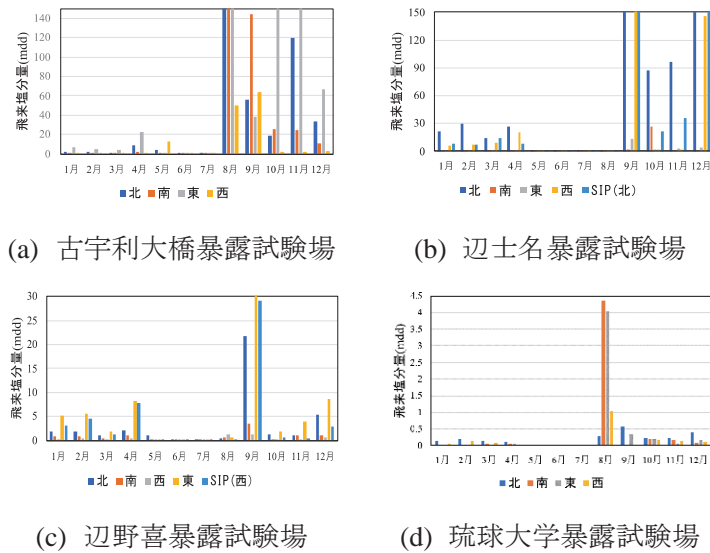 飛来塩分量(mdd)
140
120
100
80
60
40
20
0
1月 2月 3月 4月 5月 6月 7月 8月 9月 10月 11月 12月
北 南 東 西
(a) 古宇利大橋暴露試験場
飛来塩分量(mdd)
150
120
90
60
30
0
1月 2月 3月 4月 5月 6月 7月 8月 9月 10月 11月 12月
北 南 東 西 SIP(北)
(b) 辺士名暴露試験場
飛来塩分量(mdd)
30
25
20
15
10
5
0
1月 2月 3月 4月 5月 6月 7月 8月 9月 10月 11月 12月
北 南 西 東 SIP(西)
(c) 辺野喜暴露試験場
飛来塩分量(mdd)
4.5
4
3.5
3
2.5
2
1.5
1
0.5
0
1月 2月 3月 4月 5月 6月 7月 8月 9月 10月 11月 12月
北 南 東 西
(d) 琉球大学暴露試験場